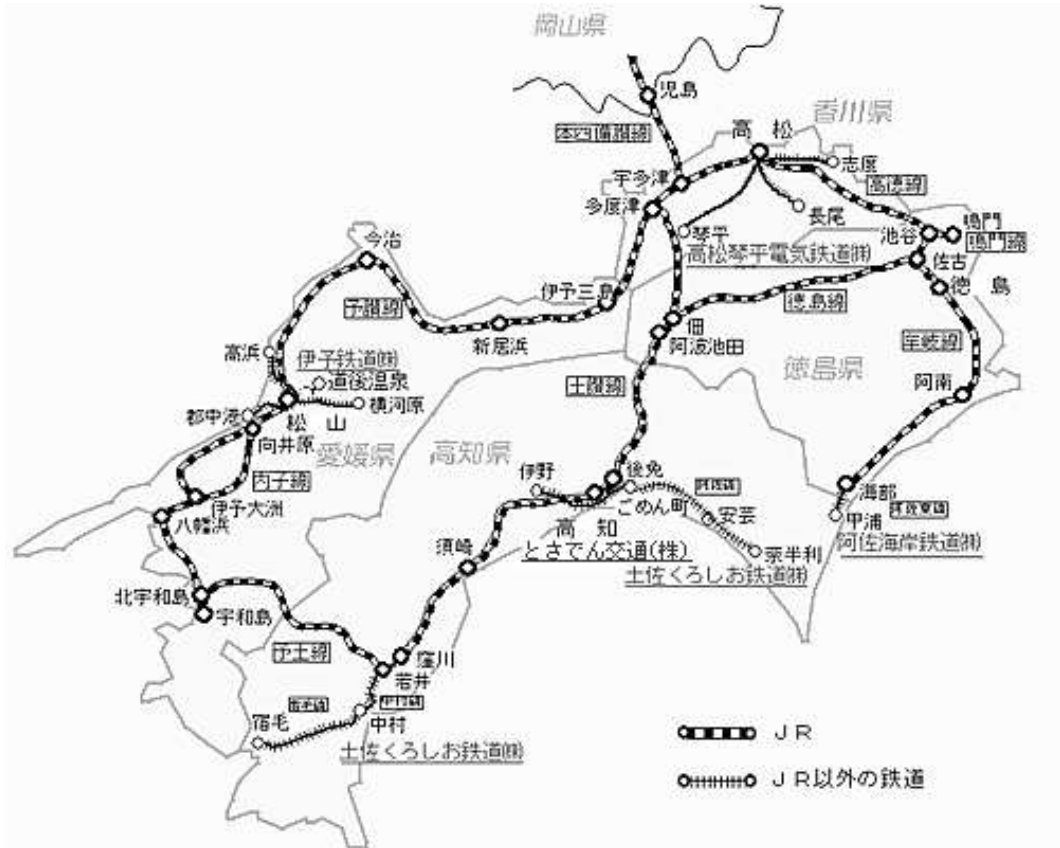 岡山県
児島
香川県
本四備讃線
高松
志度
宇多津
高徳線
多度津
長尾
鳴門
琴平
池谷
鳴門線
今治
高松琴平電気鉄道㈱
佐古
伊予三島
徳島線
徳島
予讃線
佃
新居浜
阿波池田
牟岐線
高浜
伊予鉄道㈱
徳島県
道後温泉
土讃線
阿南
郡中港
松山
横河原
向井原
愛媛県
高知県
内子線
伊野
後免
海部
伊予大洲
ごめん町
阿佐線
安芸
阿佐東線
八幡浜
高知
甲浦
須崎
とさでん交通(株)
奈半利
阿佐海岸鉄道㈱
土佐くろしお鉄道㈱
北宇和島
宇和島
予土線
窪川
若井
宿毛線
中村線
宿毛
中村
ＪＲ
土佐くろしお鉄道㈱
ＪＲ以外の鉄道